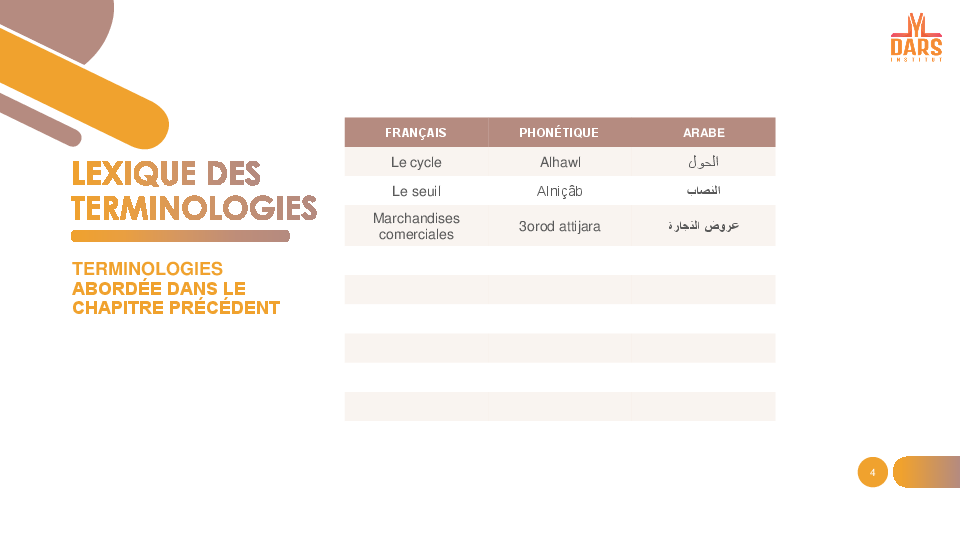 DARS
INSTITUT
LEXIQUE DES
TERMINOLOGIES
TERMINOLOGIES
ABORDÉE DANS LE
CHAPITRE PRÉCÉDENT
FRANÇAIS PHONÉTIQUE ARABE
Le cycle Alhawl الحول
Le seuil Alniçâb النصاب
Marchandises
comerciales 3orod attijara عروض التجارة
4